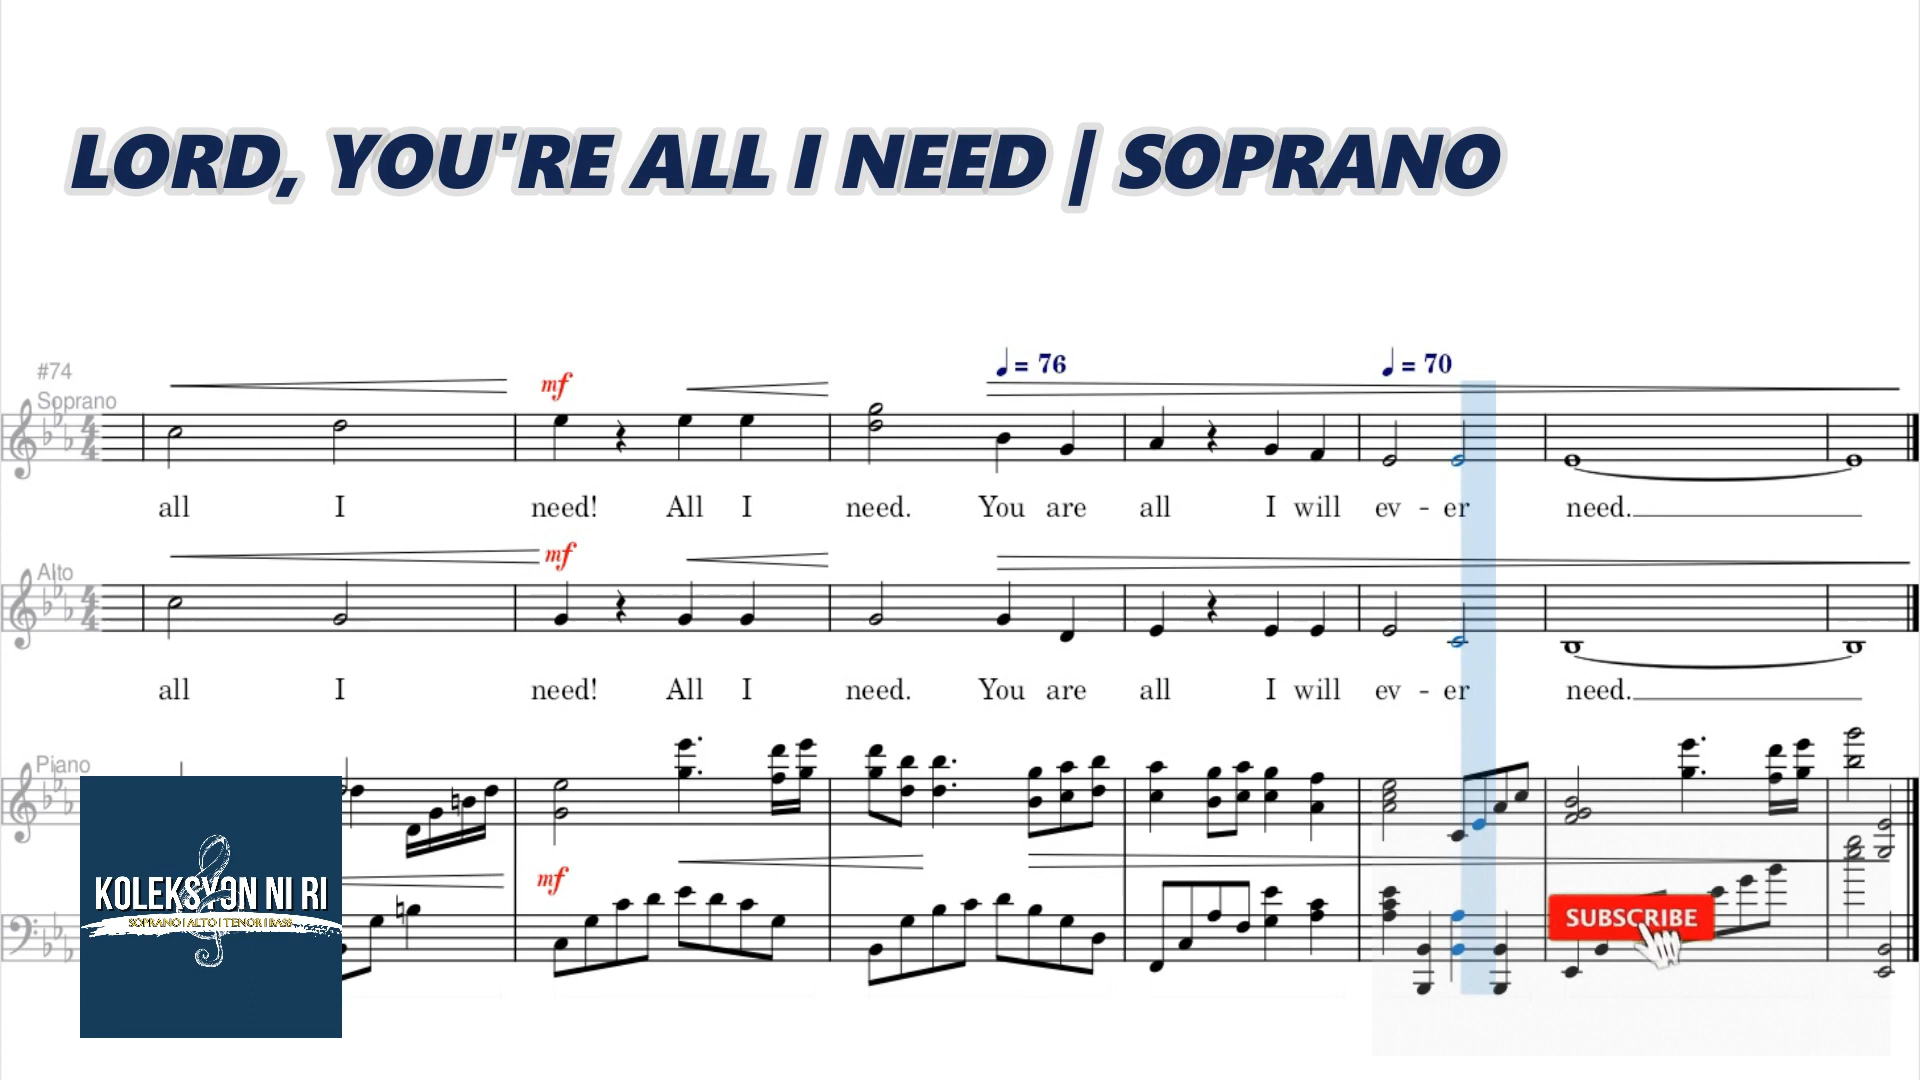 LORD, YOU'RE ALL I NEED | SOPRANO
♩ = 76
♩ = 70
#74
mf
Soprano
all I need! All I need. You are all I will ev - er need.
mf
Alto
all I need! All I need. You are all I will ev - er need.
Piano
mf
KOLEKSYON NI RI
SOPRANO | ALTO | TENOR | BASS
SUBSCRIBE